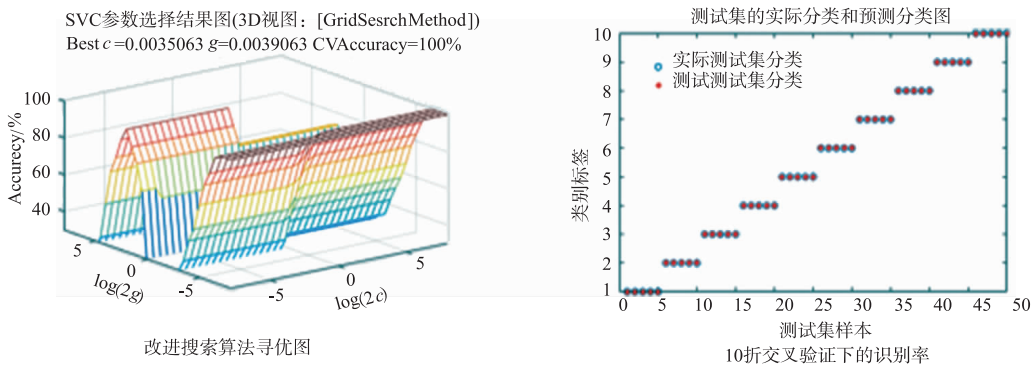 SVC参数选择结果图(3D视图：[GridSesrchMethod])
Best c =0.0035063 g=0.0039063 CVAccuracy=100%
100
80
60
40
Accurecy/%
5
0
-5
log(2g)
-5
0
5
log(2c)
改进搜索算法寻优图
测试集的实际分类和预测分类图
10
9
8
7
6
5
4
3
2
1
类别标签
实际测试集分类
测试测试集分类
0 5 10 15 20 25 30 35 40 45 50
测试集样本
10折交叉验证下的识别率